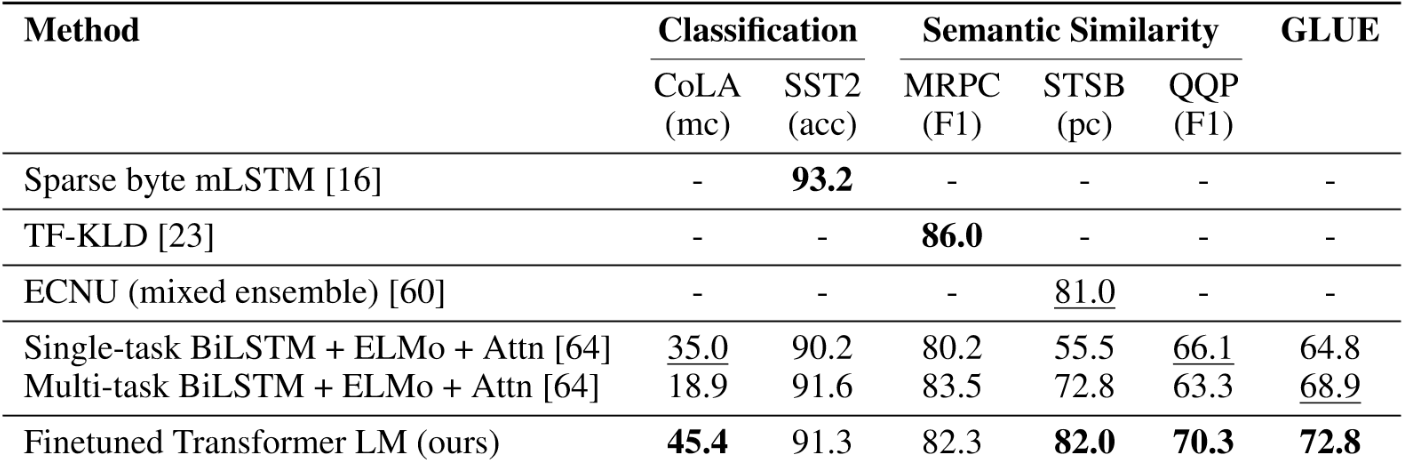 Method Classification Semantic Similarity GLUE
CoLA SST2 MRPC STSB QQP
(mc) (acc) (F1) (pc) (F1)
Sparse byte mLSTM [16] - 93.2 - - - -
TF-KLD [23] - - 86.0 - - -
ECNU (mixed ensemble) [60] - - - 81.0 - -
Single-task BiLSTM + ELMo + Attn [64] 35.0 90.2 80.2 55.5 66.1 64.8
Multi-task BiLSTM + ELMo + Attn [64] 18.9 91.6 83.5 72.8 63.3 68.9
Finetuned Transformer LM (ours) 45.4 91.3 82.3 82.0 70.3 72.8